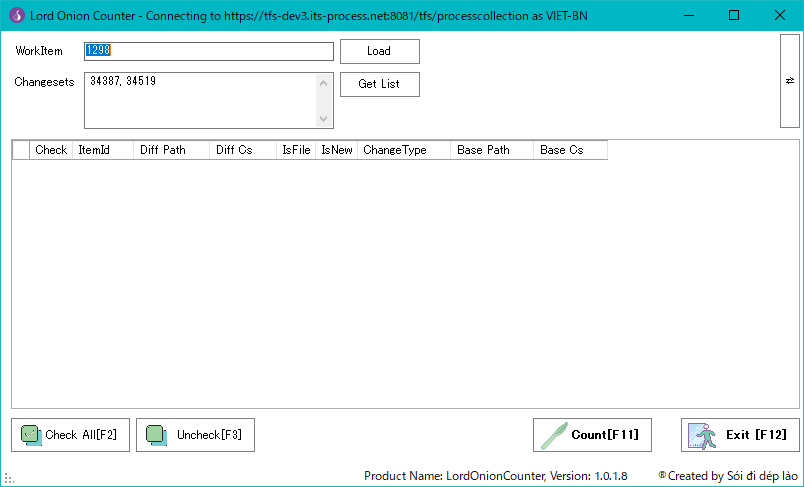 Lord Onion Counter - Connecting to https://tfs-dev3.its-process.net:8081/tfs/processcollection as VIET-BN
WorkItem 1298 Load
Changesets 34387, 34519 Get List
⇄
Check ItemId Diff Path Diff Cs IsFile IsNew ChangeType Base Path Base Cs
Check All[F2] Uncheck[F3] Count[F11] Exit [F12]
Product Name: LordOnionCounter, Version: 1.0.1.8 ® Created by Sói đi dép lào